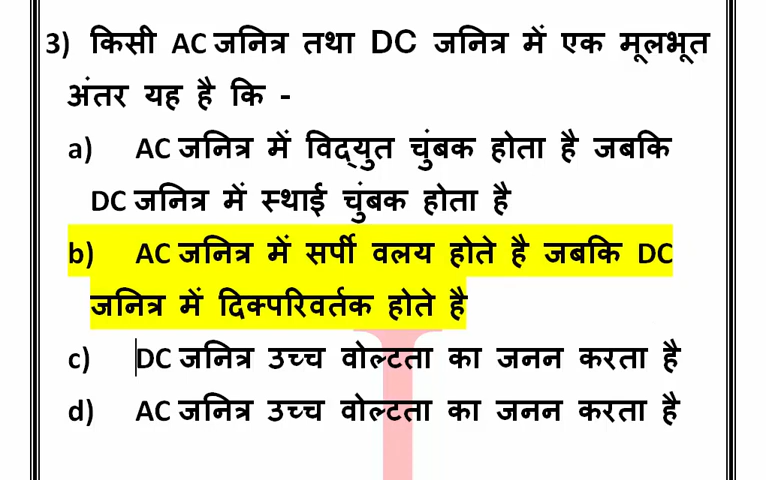 3) किसी AC जनित्र तथा DC जनित्र में एक मूलभूत
अंतर यह है कि -
a) AC जनित्र में विद्युत चुंबक होता है जबकि
DC जनित्र में स्थाई चुंबक होता है
b) AC जनित्र में सर्पी वलय होते है जबकि DC
जनित्र में दिक्परिवर्तक होते है
c) DC जनित्र उच्च वोल्टता का जनन करता है
d) AC जनित्र उच्च वोल्टता का जनन करता है